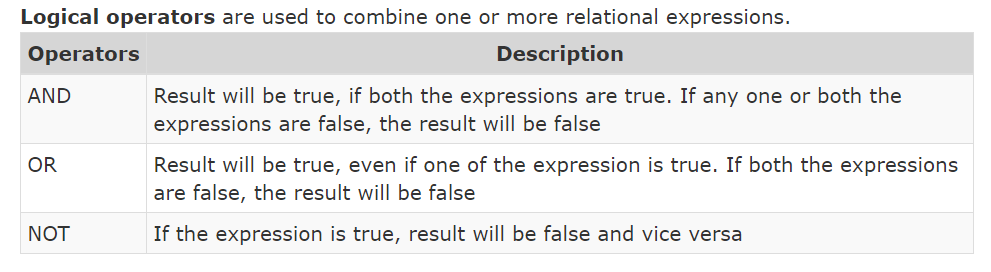 Logical operators are used to combine one or more relational expressions.
Operators Description
AND Result will be true, if both the expressions are true. If any one or both the
expressions are false, the result will be false
OR Result will be true, even if one of the expression is true. If both the expressions
are false, the result will be false
NOT If the expression is true, result will be false and vice versa